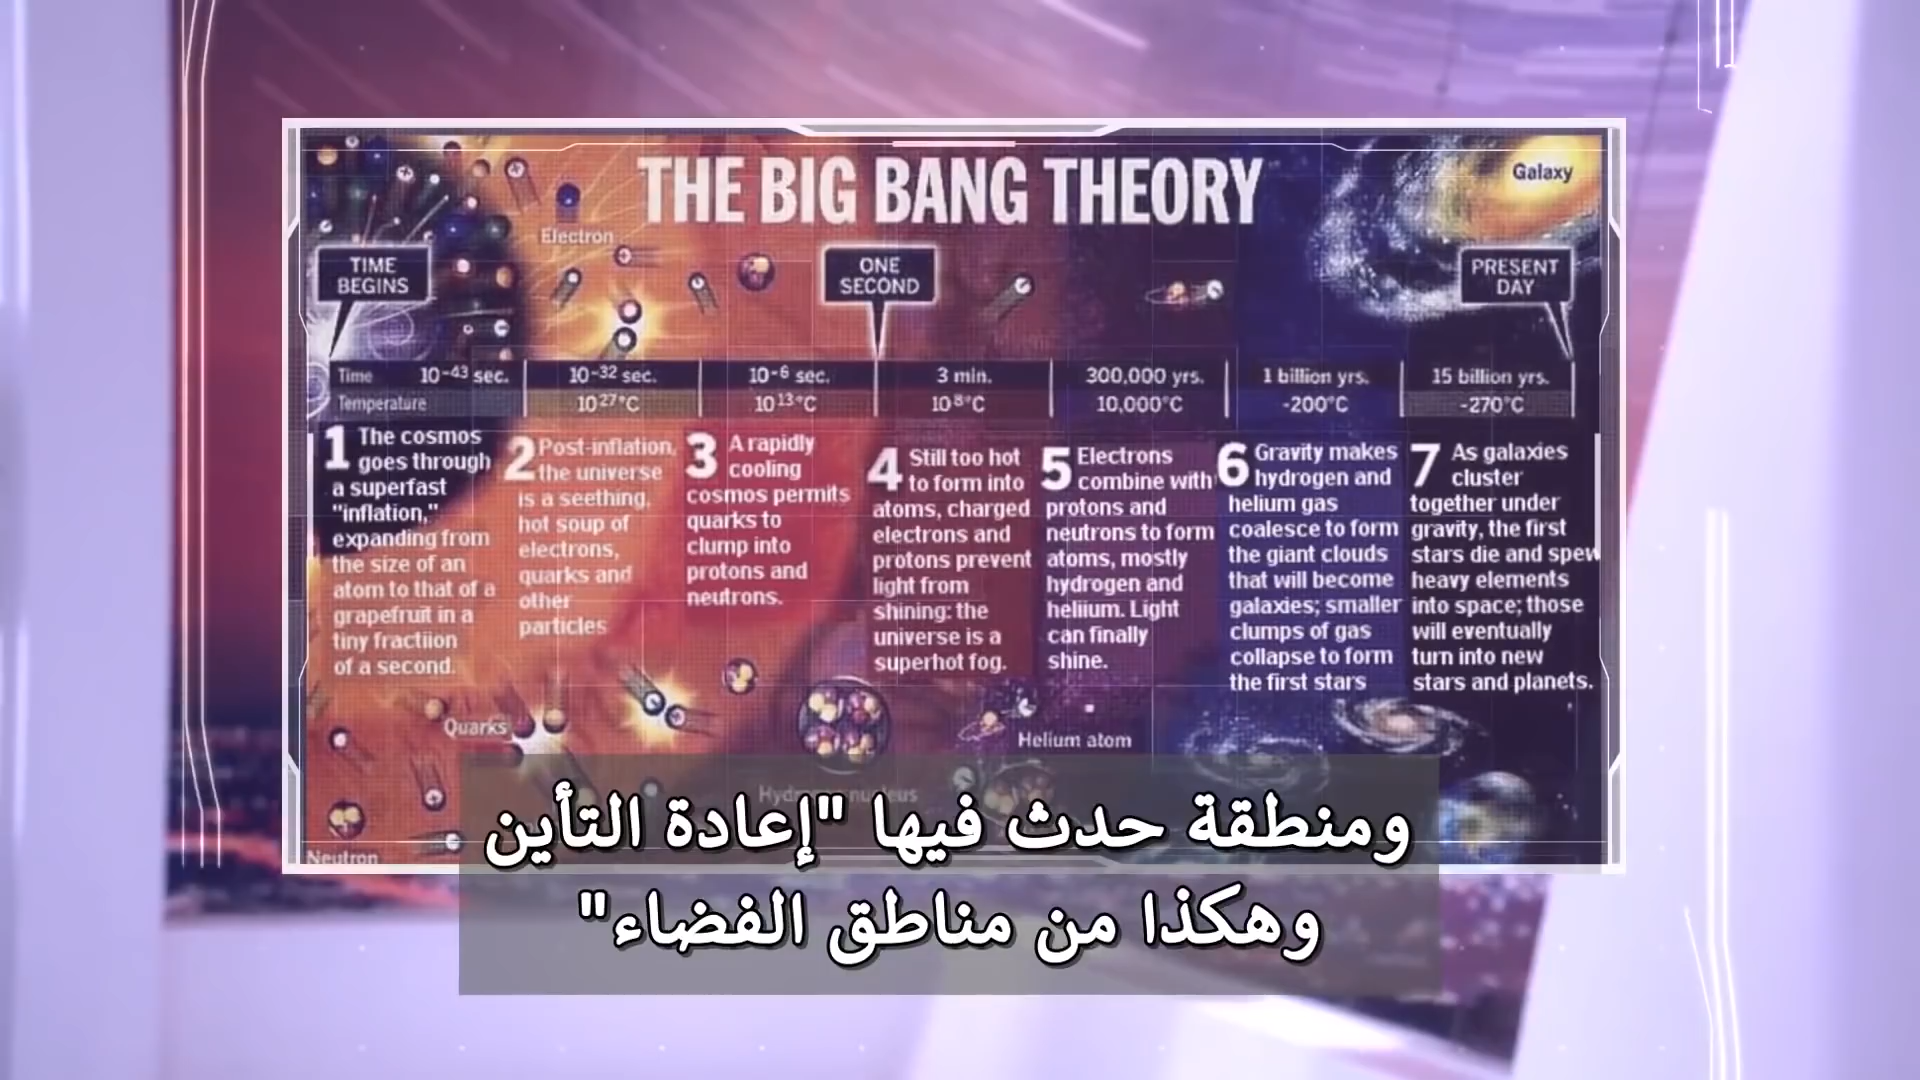 THE BIG BANG THEORY
Galaxy
Electron
TIME
BEGINS
ONE
SECOND
PRESENT
DAY
Time 10-43 sec. 10-32 sec. 10-6 sec. 3 min. 300,000 yrs. 1 billion yrs. 15 billion yrs.
Temperature 10 27°C 10 13°C 10 8°C 10,000°C -200°C -270°C
1 The cosmos
goes through
a superfast
"inflation,"
expanding from
the size of an
atom to that of a
grapefruit in a
tiny fractiion
of a second.
2 Post-inflation,
the universe
is a seething,
hot soup of
electrons,
quarks and
other
particles
3 A rapidly
cooling
cosmos permits
quarks to
clump into
protons and
neutrons.
4 Still too hot
to form into
atoms, charged
electrons and
protons prevent
light from
shining: the
universe is a
superhot fog.
5 Electrons
combine with
protons and
neutrons to form
atoms, mostly
hydrogen and
heliium. Light
can finally
shine.
6 Gravity makes
hydrogen and
helium gas
coalesce to form
the giant clouds
that will become
galaxies; smaller
clumps of gas
collapse to form
the first stars
7 As galaxies
cluster
together under
gravity, the first
stars die and spew
heavy elements
into space; those
will eventually
turn into new
stars and planets.
Quarks
Helium atom
Neutron
ومنطقة حدث فيها "إعادة التأين
وهكذا من مناطق الفضاء"